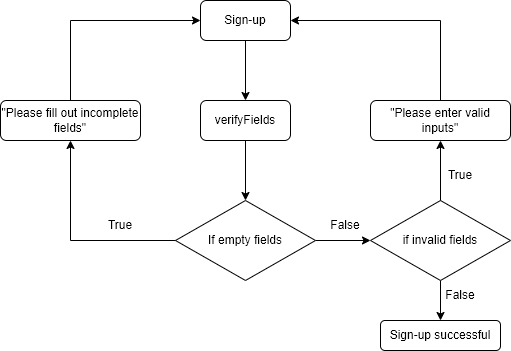 Sign-up
"Please fill out incomplete
fields"
verifyFields
"Please enter valid
inputs"
True
True
If empty fields
False
if invalid fields
False
Sign-up successful